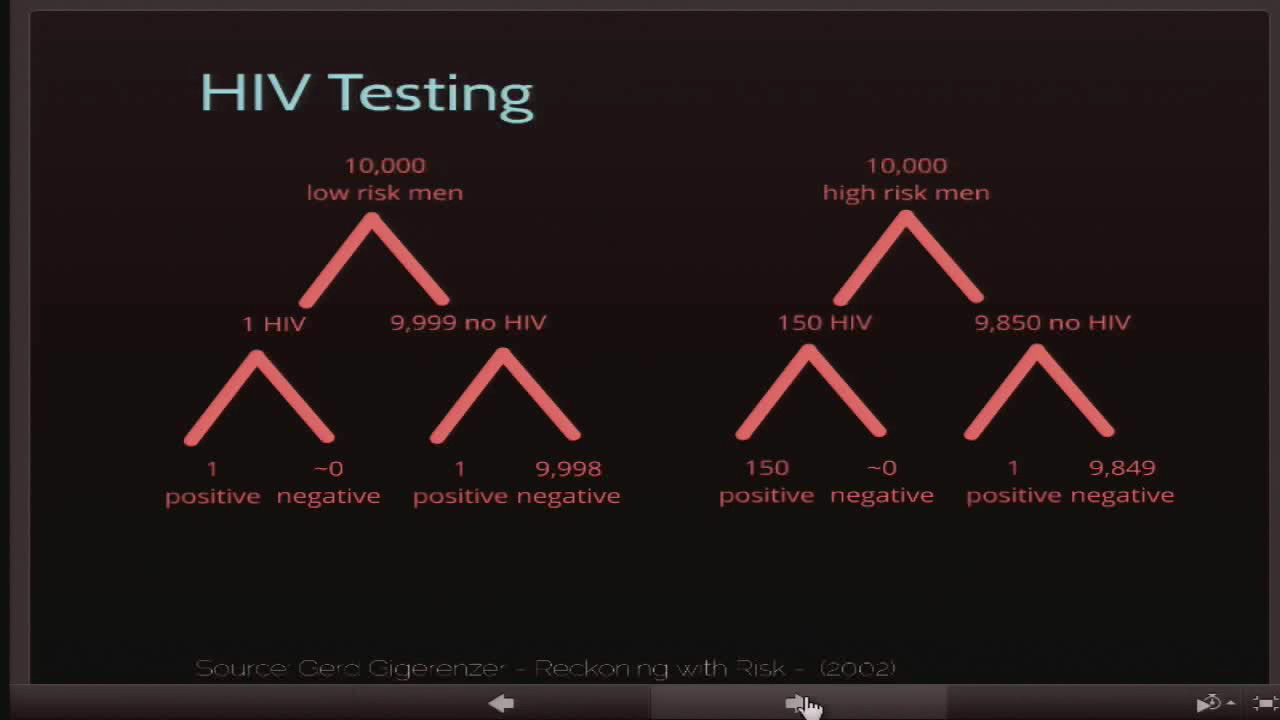 HIV Testing
10,000
low risk men
10,000
high risk men
1 HIV
9,999 no HIV
150 HIV
9,850 no HIV
1
positive
~0
negative
1
positive
9,998
negative
150
positive
~0
negative
1
positive
9,849
negative
Source: Gerd Gigerenzer - Reckoning with Risk - (2002)